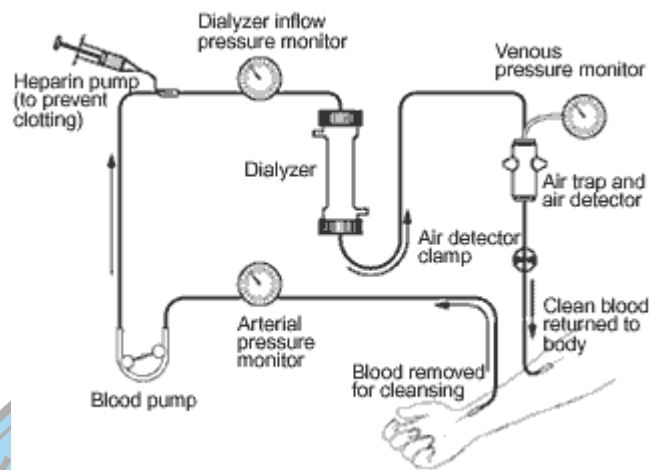 Dialyzer inflow
pressure monitor
Venous
pressure monitor
Heparin pump
(to prevent
clotting)
Dialyzer
Air trap and
air detector
Air detector
clamp
Clean blood
returned to
body
Arterial
pressure
monitor
Blood removed
for cleansing
Blood pump